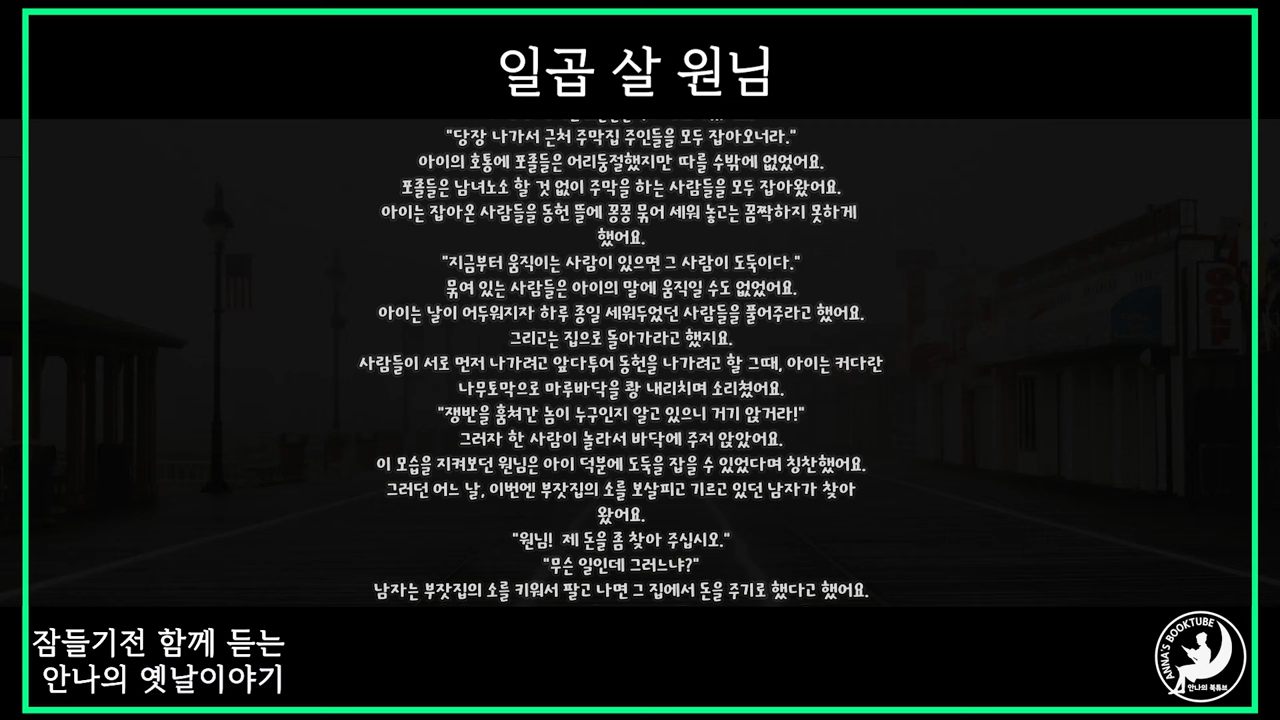 일곱 살 원님
"당장 나가서 근처 주막집 주인들을 모두 잡아오너라."
아이의 호통에 포졸들은 어리둥절했지만 따를 수밖에 없었어요.
포졸들은 남녀노소 할 것 없이 주막을 하는 사람들을 모두 잡아왔어요.
아이는 잡아온 사람들을 동헌 뜰에 꽁꽁 묶어 세워 놓고는 꼼짝하지 못하게
했어요.
"지금부터 움직이는 사람이 있으면 그 사람이 도둑이다."
묶여 있는 사람들은 아이의 말에 움직일 수도 없었어요.
아이는 날이 어두워지자 하루 종일 세워두었던 사람들을 풀어주라고 했어요.
그리고는 집으로 돌아가라고 했지요.
사람들이 서로 먼저 나가려고 앞다투어 동헌을 나가려고 할 그때, 아이는 커다란
나무토막으로 마루바닥을 쾅 내리치며 소리쳤어요.
"쟁반을 훔쳐간 놈이 누구인지 알고 있으니 거기 앉거라!"
그러자 한 사람이 놀라서 바닥에 주저 앉았어요.
이 모습을 지켜보던 원님은 아이 덕분에 도둑을 잡을 수 있었다며 칭찬했어요.
그러던 어느 날, 이번엔 부잣집의 소를 보살피고 기르고 있던 남자가 찾아
왔어요.
"원님! 제 돈을 좀 찾아 주십시오."
"무슨 일인데 그러느냐?"
남자는 부잣집의 소를 키워서 팔고 나면 그 집에서 돈을 주기로 했다고 했어요.
잠들기전 함께 듣는
안나의 옛날이야기
ANNA'S BOOKTUBE
안나의 북튜브